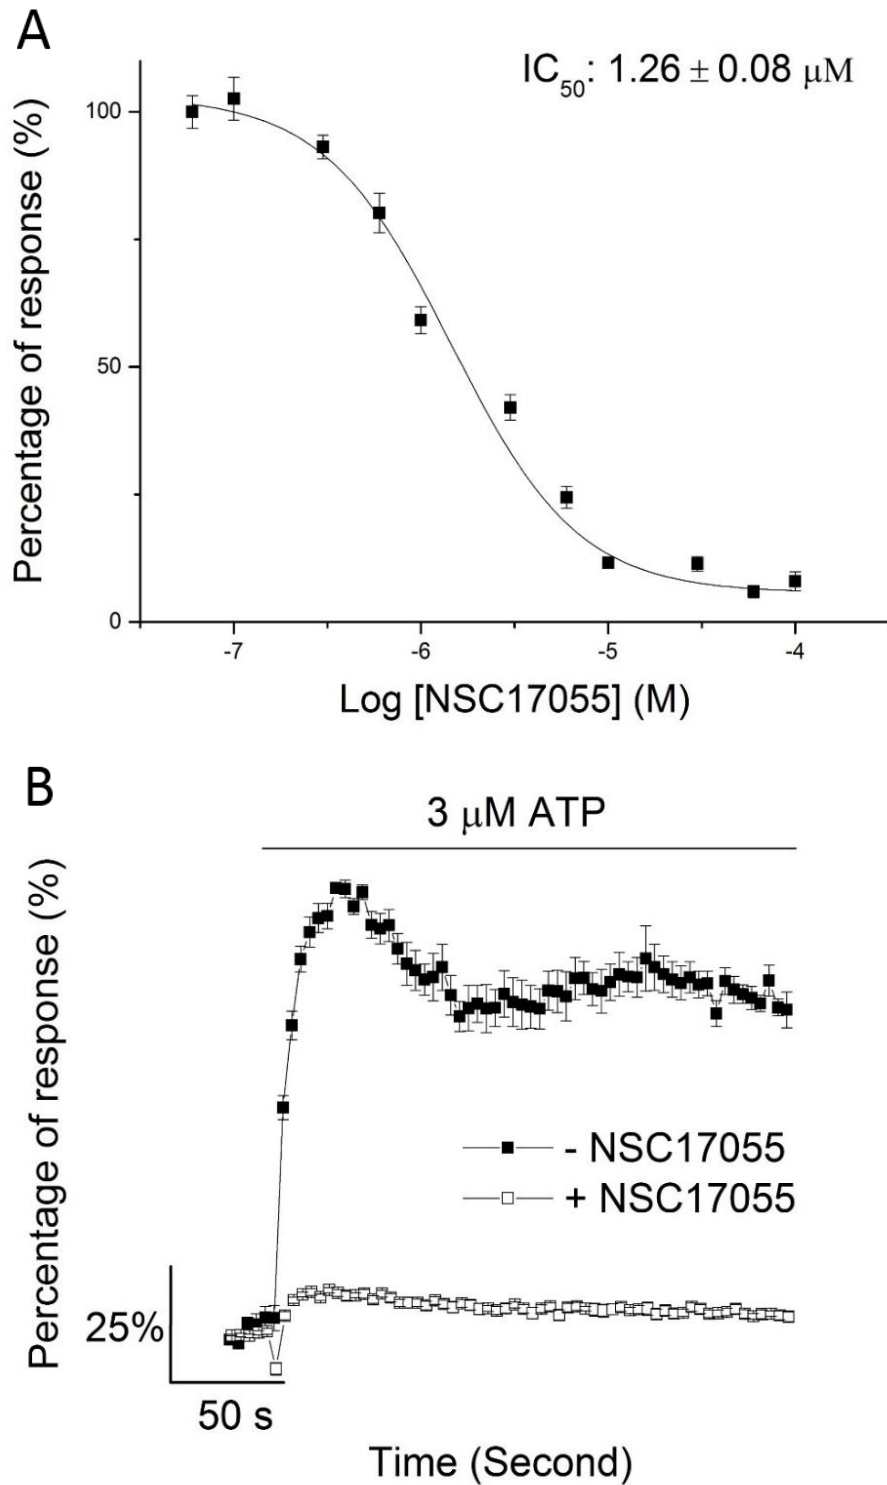 A
IC50: 1.26 ± 0.08 μM
Percentage of response (%)
100
50
0
-7
-6
-5
-4
Log [NSC17055] (M)
B
3 μM ATP
Percentage of response (%)
- NSC17055
+ NSC17055
25%
50 s
Time (Second)